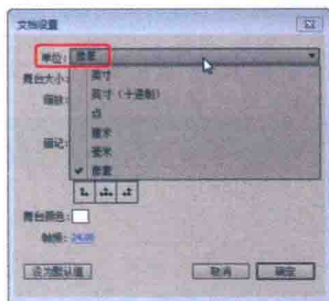 文档设置
单位: 像素
舞台大小:
英寸
英寸（十进制）
缩放:
点
厘米
锚记:
毫米
像素
舞台颜色:
帧频: 24.00
设为默认值
取消
确定